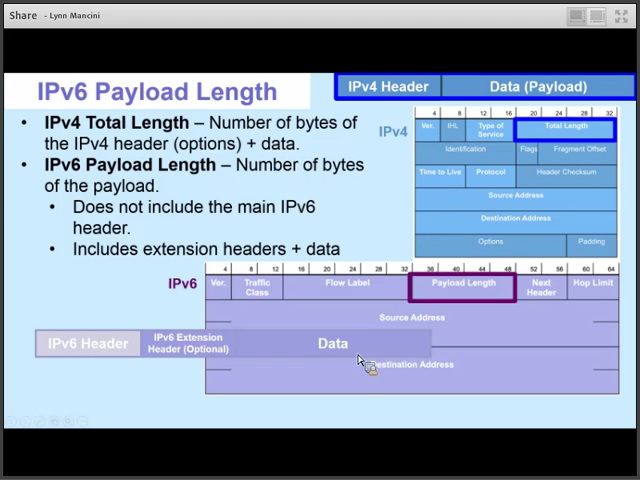 Share - Lynn Mancini
IPv6 Payload Length
IPv4 Header Data (Payload)
• IPv4 Total Length – Number of bytes of
the IPv4 header (options) + data.
• IPv6 Payload Length – Number of bytes
of the payload.
• Does not include the main IPv6
header.
• Includes extension headers + data
IPv4
4 8 12 16 20 24 28 32
Ver. IHL Type of Service Total Length
Identification Flags Fragment Offset
Time to Live Protocol Header Checksum
Source Address
Destination Address
Options Padding
IPv6
4 8 12 16 20 24 28 32 36 40 44 48 52 56 60 64
Ver. Traffic Class Flow Label Payload Length Next Header Hop Limit
Source Address
IPv6 Header IPv6 Extension Header (Optional) Data
Destination Address